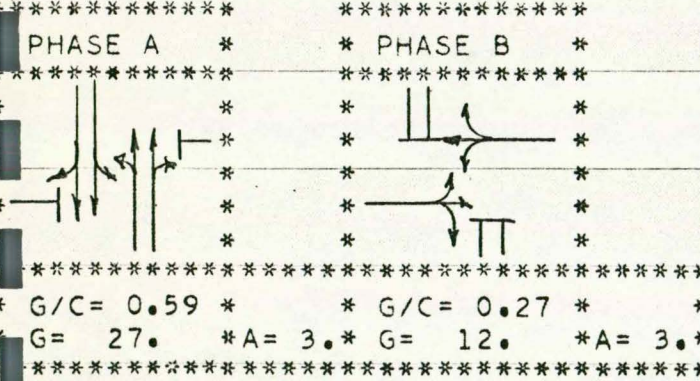 PHASE A * * PHASE B *
G/C= 0.59 * * G/C= 0.27 *
G= 27. *A= 3.* G= 12. *A= 3.*